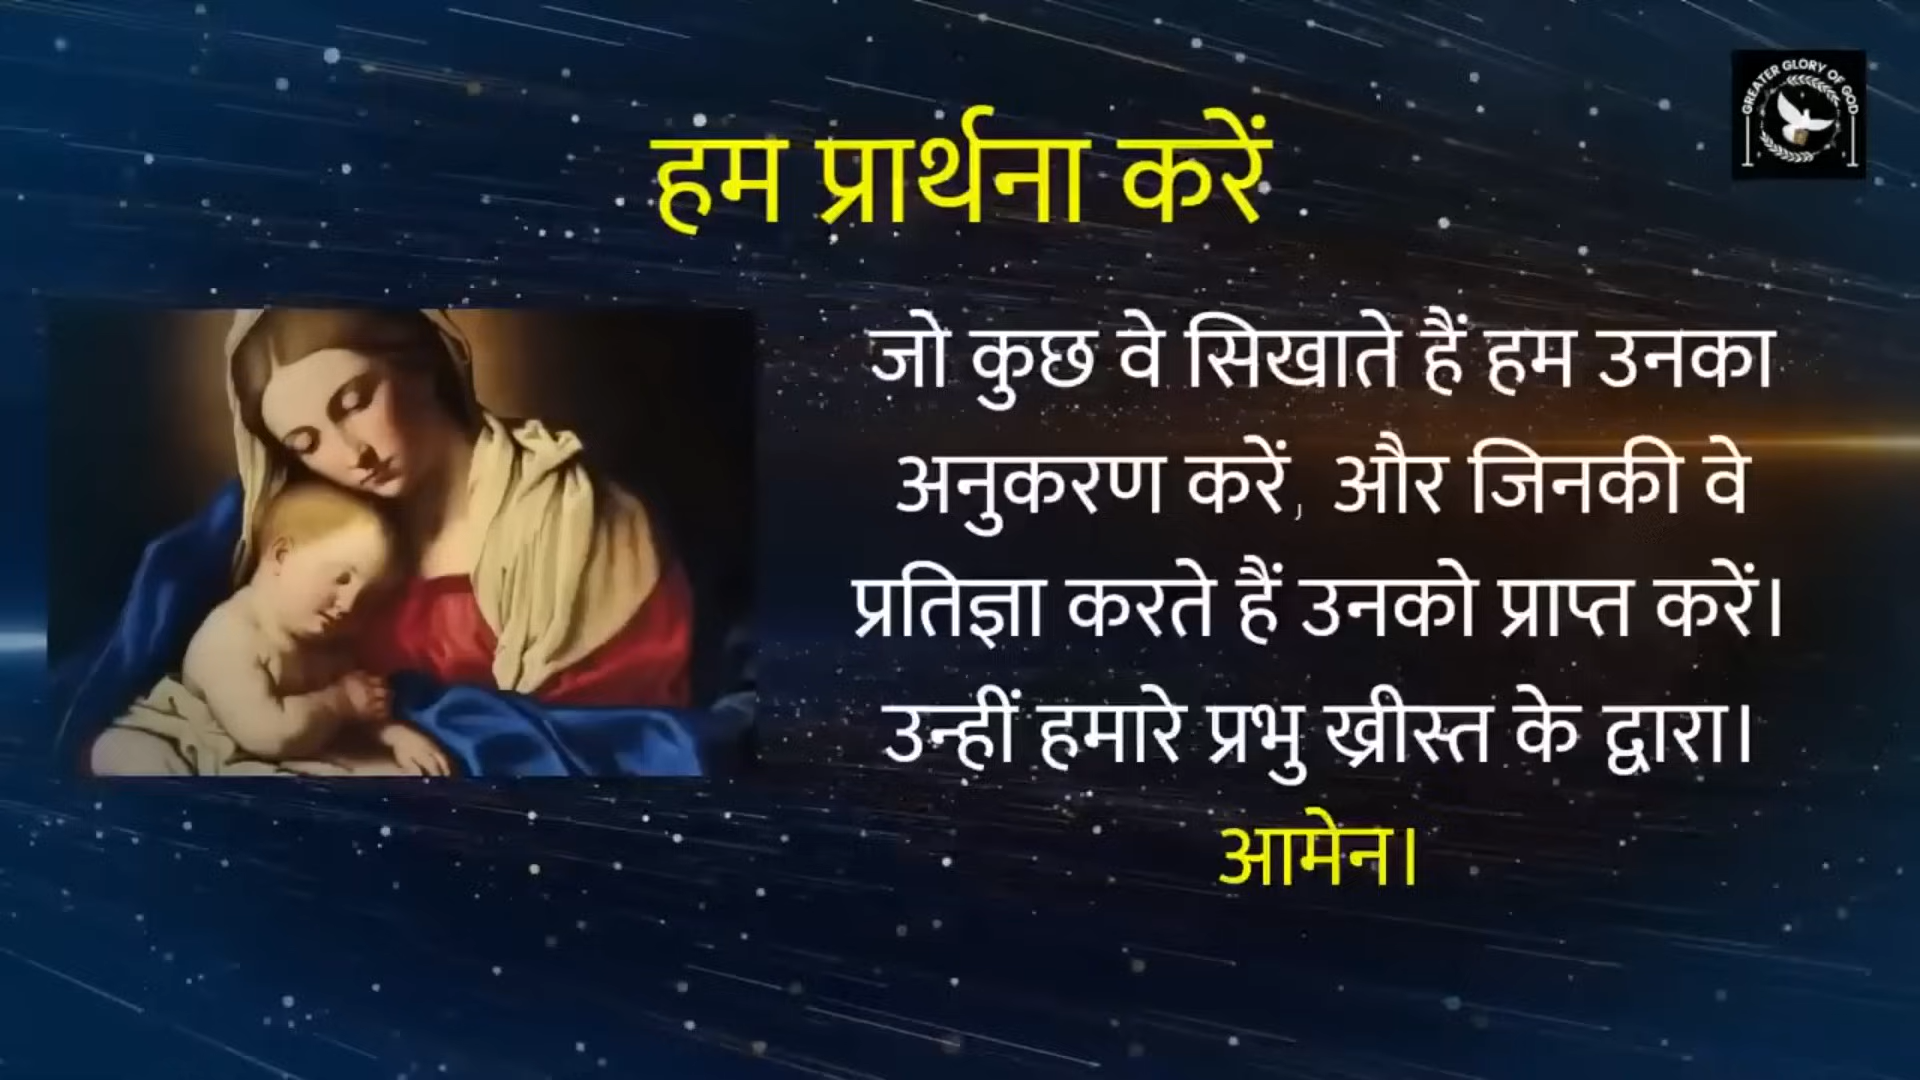 GREATER GLORY OF GOD
हम प्रार्थना करें
जो कुछ वे सिखाते हैं हम उनका
अनुकरण करें, और जिनकी वे
प्रतिज्ञा करते हैं उनको प्राप्त करें।
उन्हीं हमारे प्रभु ख्रीस्त के द्वारा।
आमेन।